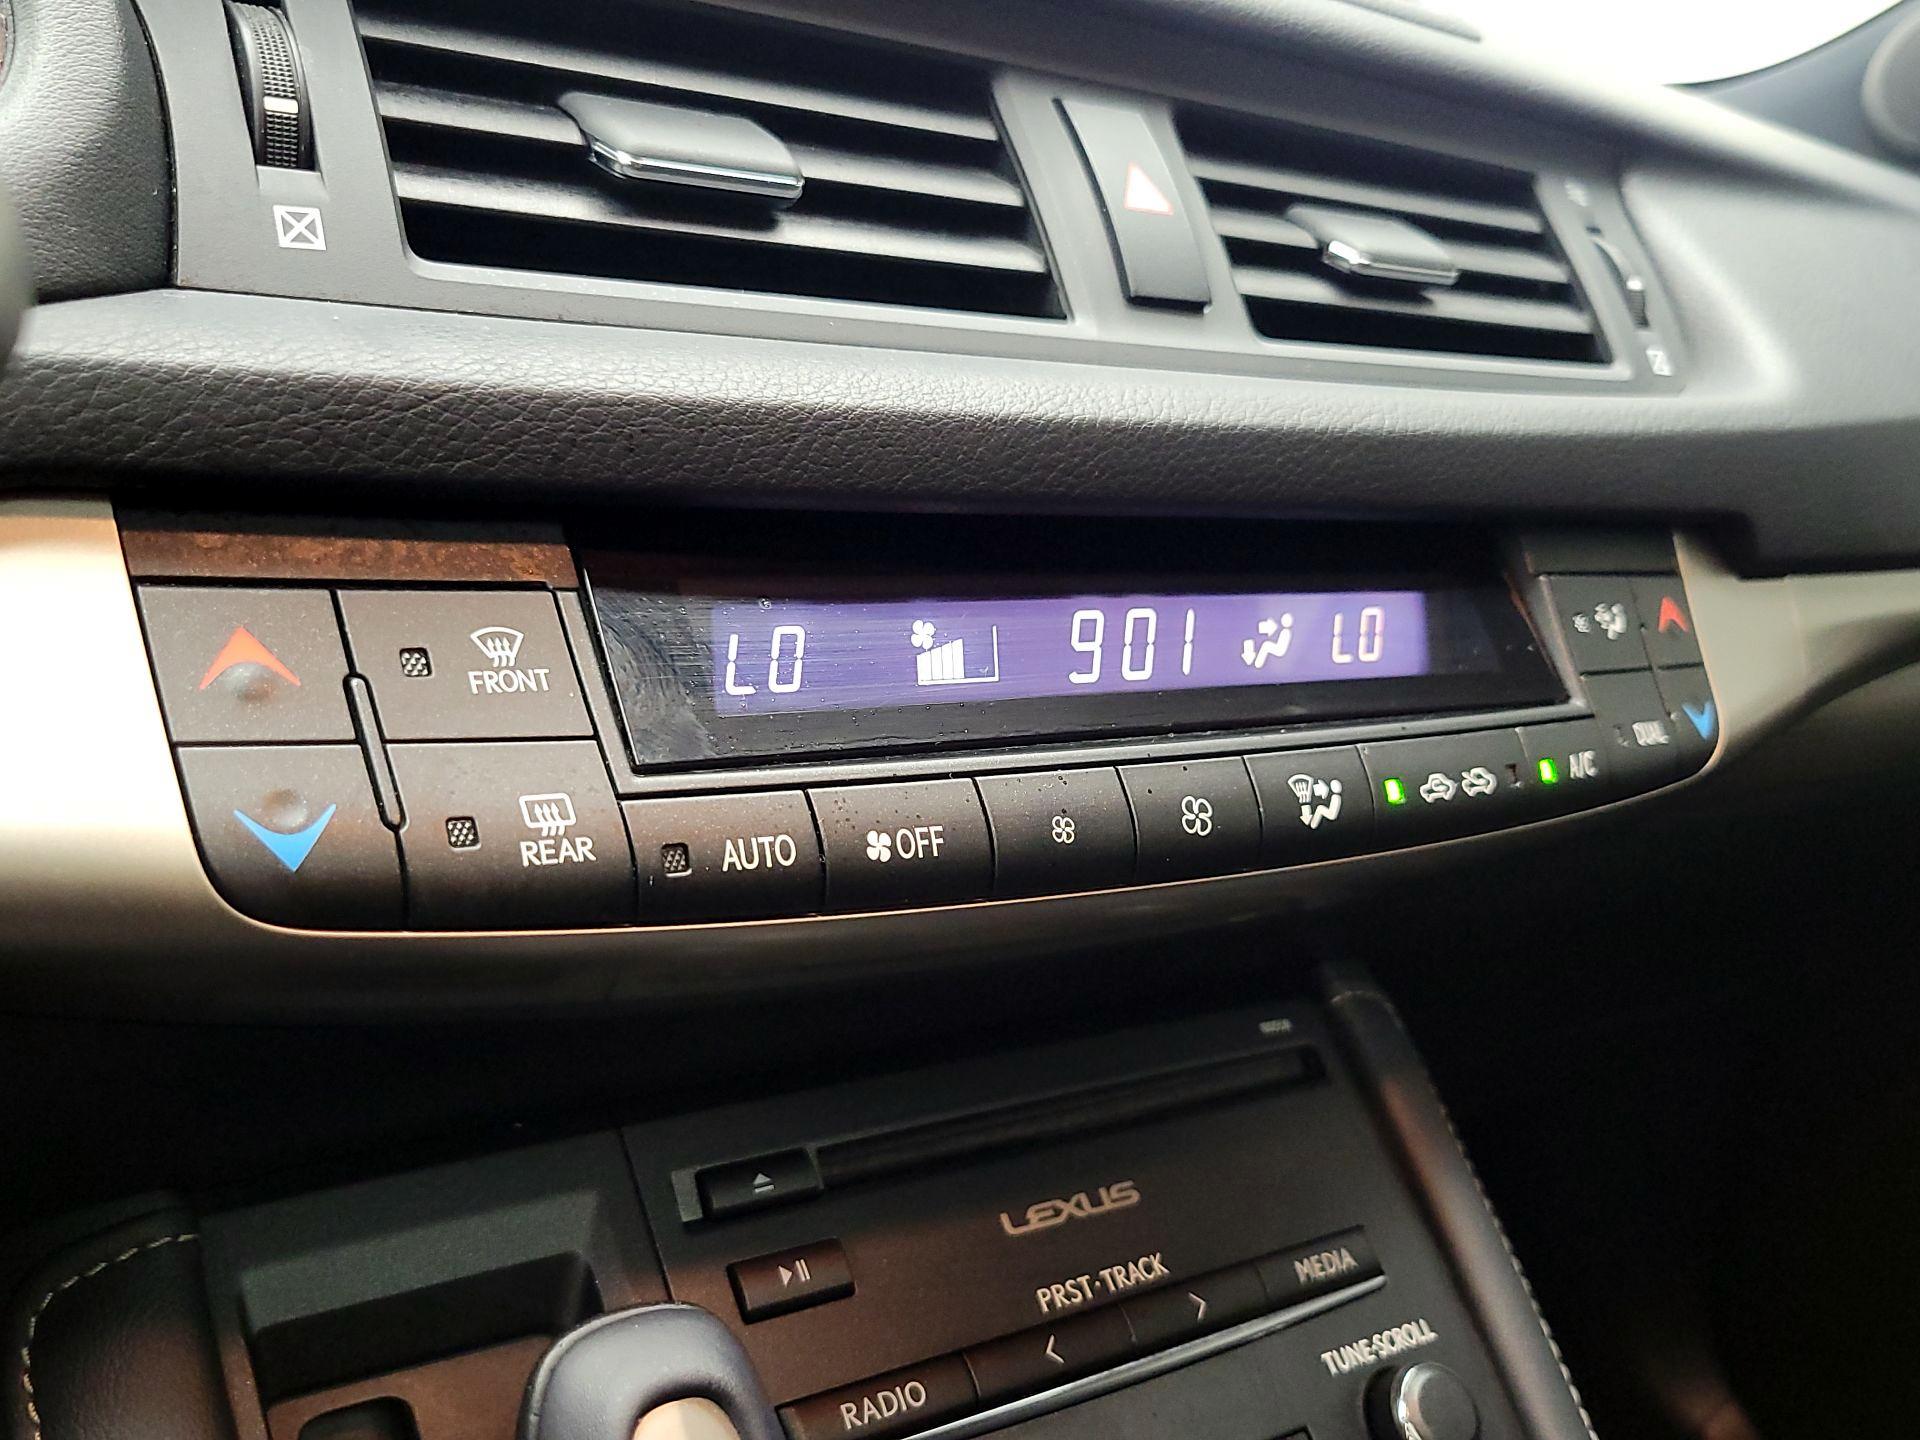 LO 901 LO
FRONT
REAR
AUTO
OFF
A/C
DUAL
LEXUS
PRST·TRACK
MEDIA
RADIO
TUNE·SCROLL